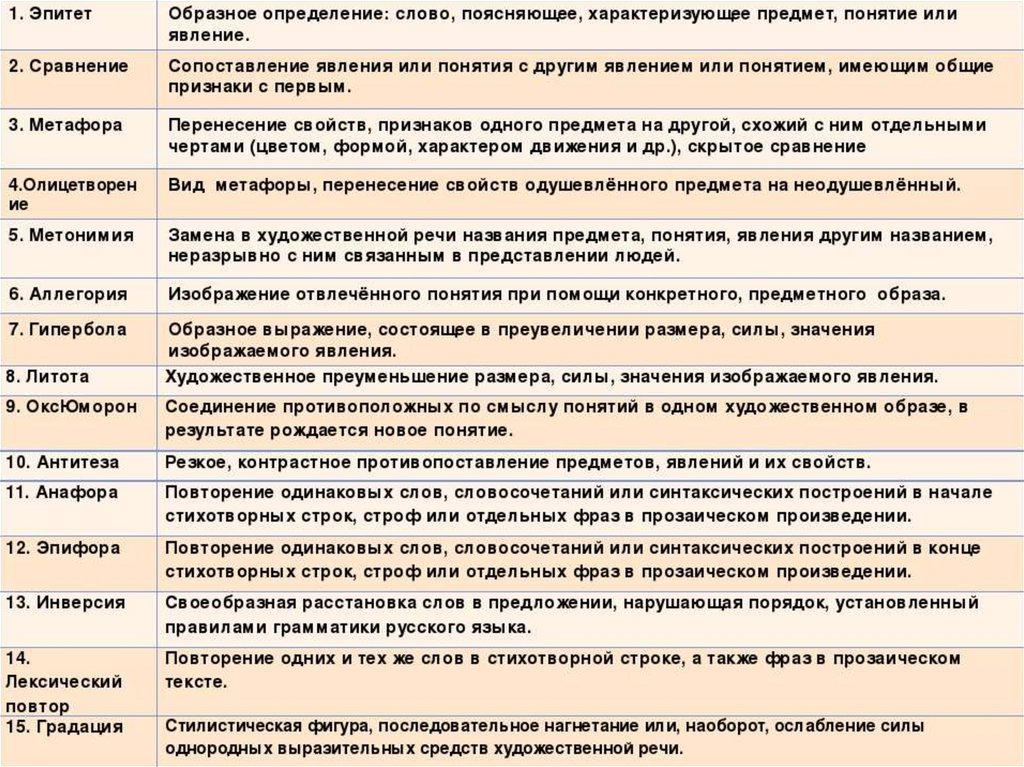 1. Эпитет
Образное определение: слово, поясняющее, характеризующее предмет, понятие или
явление.
2. Сравнение
Сопоставление явления или понятия с другим явлением или понятием, имеющим общие
признаки с первым.
3. Метафора
Перенесение свойств, признаков одного предмета на другой, схожий с ним отдельными
чертами (цветом, формой, характером движения и др.), скрытое сравнение
4.Олицетворен
ие
Вид метафоры, перенесение свойств одушевлённого предмета на неодушевлённый.
5. Метонимия
Замена в художественной речи названия предмета, понятия, явления другим названием,
неразрывно с ним связанным в представлении людей.
6. Аллегория
Изображение отвлечённого понятия при помощи конкретного, предметного образа.
7. Гипербола
Образное выражение, состоящее в преувеличении размера, силы, значения
изображаемого явления.
8. Литота
Художественное преуменьшение размера, силы, значения изображаемого явления.
9. ОксЮморон
Соединение противоположных по смыслу понятий в одном художественном образе, в
результате рождается новое понятие.
10. Антитеза
Резкое, контрастное противопоставление предметов, явлений и их свойств.
11. Анафора
Повторение одинаковых слов, словосочетаний или синтаксических построений в начале
стихотворных строк, строф или отдельных фраз в прозаическом произведении.
12. Эпифора
Повторение одинаковых слов, словосочетаний или синтаксических построений в конце
стихотворных строк, строф или отдельных фраз в прозаическом произведении.
13. Инверсия
Своеобразная расстановка слов в предложении, нарушающая порядок, установленный
правилами грамматики русского языка.
14.
Лексический
повтор
Повторение одних и тех же слов в стихотворной строке, а также фраз в прозаическом
тексте.
15. Градация
Стилистическая фигура, последовательное нагнетание или, наоборот, ослабление силы
однородных выразительных средств художественной речи.